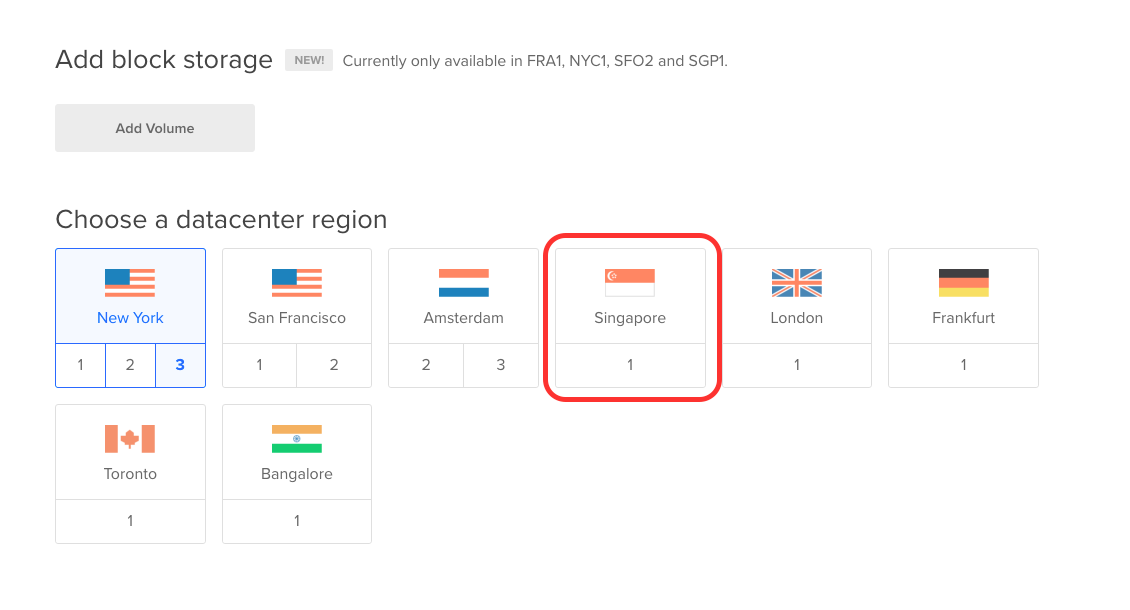 Add block storage NEW! Currently only available in FRA1, NYC1, SFO2 and SGP1.
Add Volume
Choose a datacenter region
New York San Francisco Amsterdam Singapore London Frankfurt
1 2 3 1 2 2 3 1 1 1
Toronto Bangalore
1 1